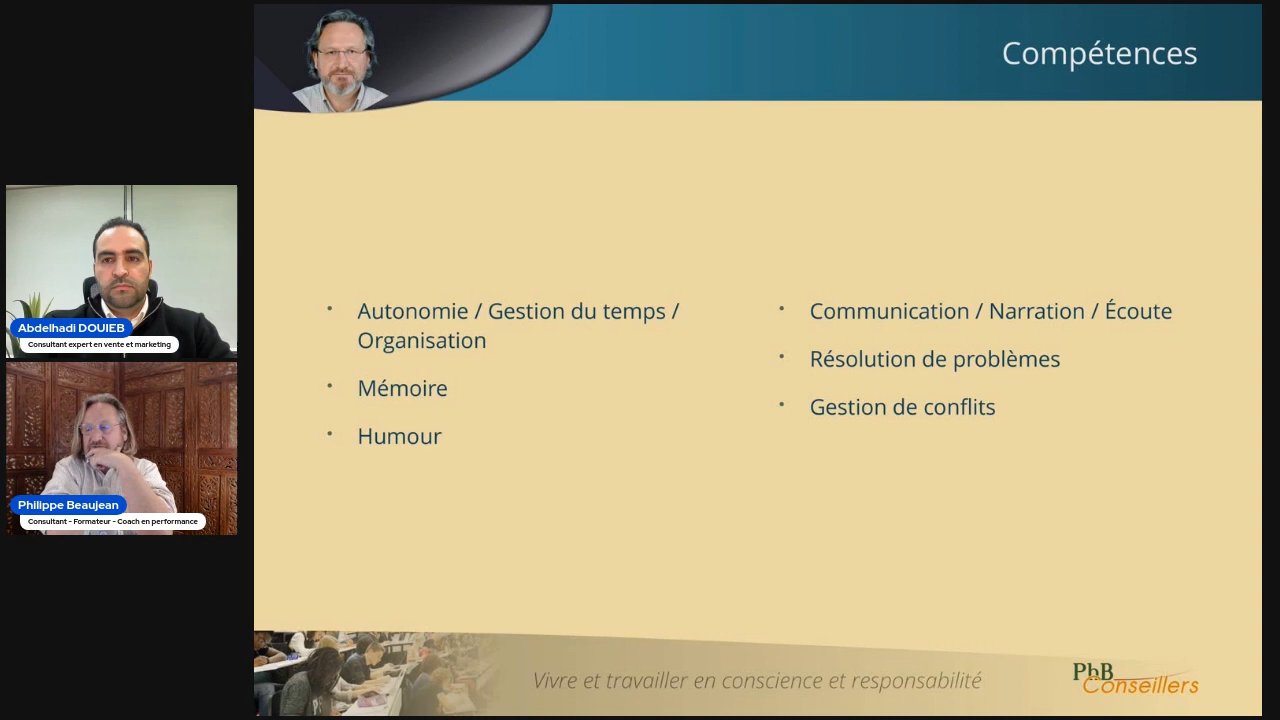 Compétences
Abdelhadi DOUIEB
Consultant expert en vente et marketing
Philippe Beaujean
Consultant - Formateur - Coach en performance
• Autonomie / Gestion du temps /
Organisation
• Mémoire
• Humour
• Communication / Narration / Écoute
• Résolution de problèmes
• Gestion de conflits
Vivre et travailler en conscience et responsabilité
PhB
Conseillers